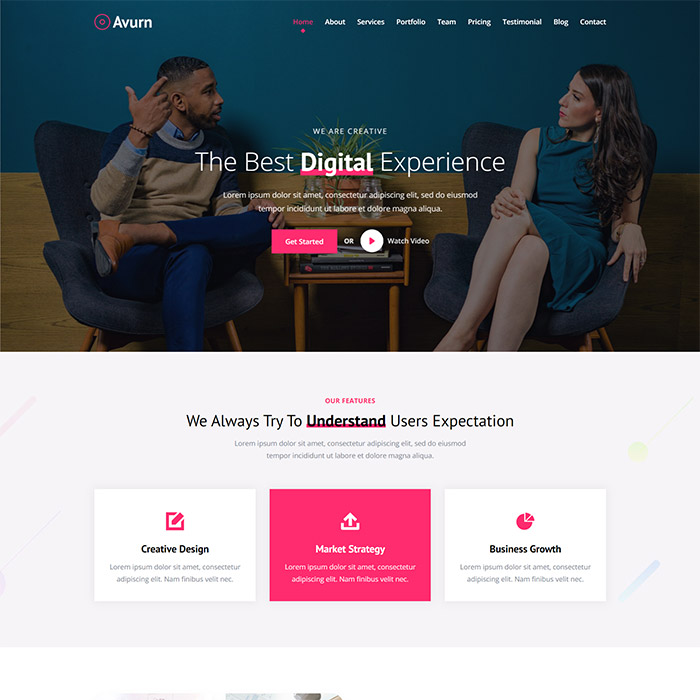 Avurn
Home About Services Portfolio Team Pricing Testimonial Blog Contact
WE ARE CREATIVE
The Best Digital Experience
Lorem ipsum dolor sit amet, consectetur adipiscing elit, sed do eiusmod
tempor incididunt ut labore et dolore magna aliqua.
Get Started OR Watch Video
OUR FEATURES
We Always Try To Understand Users Expectation
Lorem ipsum dolor sit amet, consectetur adipiscing elit, sed do eiusmod
tempor incididunt ut labore et dolore magna aliqua.
Creative Design
Lorem ipsum dolor sit amet, consectetur
adipiscing elit. Nam finibus velit nec.
Market Strategy
Lorem ipsum dolor sit amet, consectetur
adipiscing elit. Nam finibus velit nec.
Business Growth
Lorem ipsum dolor sit amet, consectetur
adipiscing elit. Nam finibus velit nec.